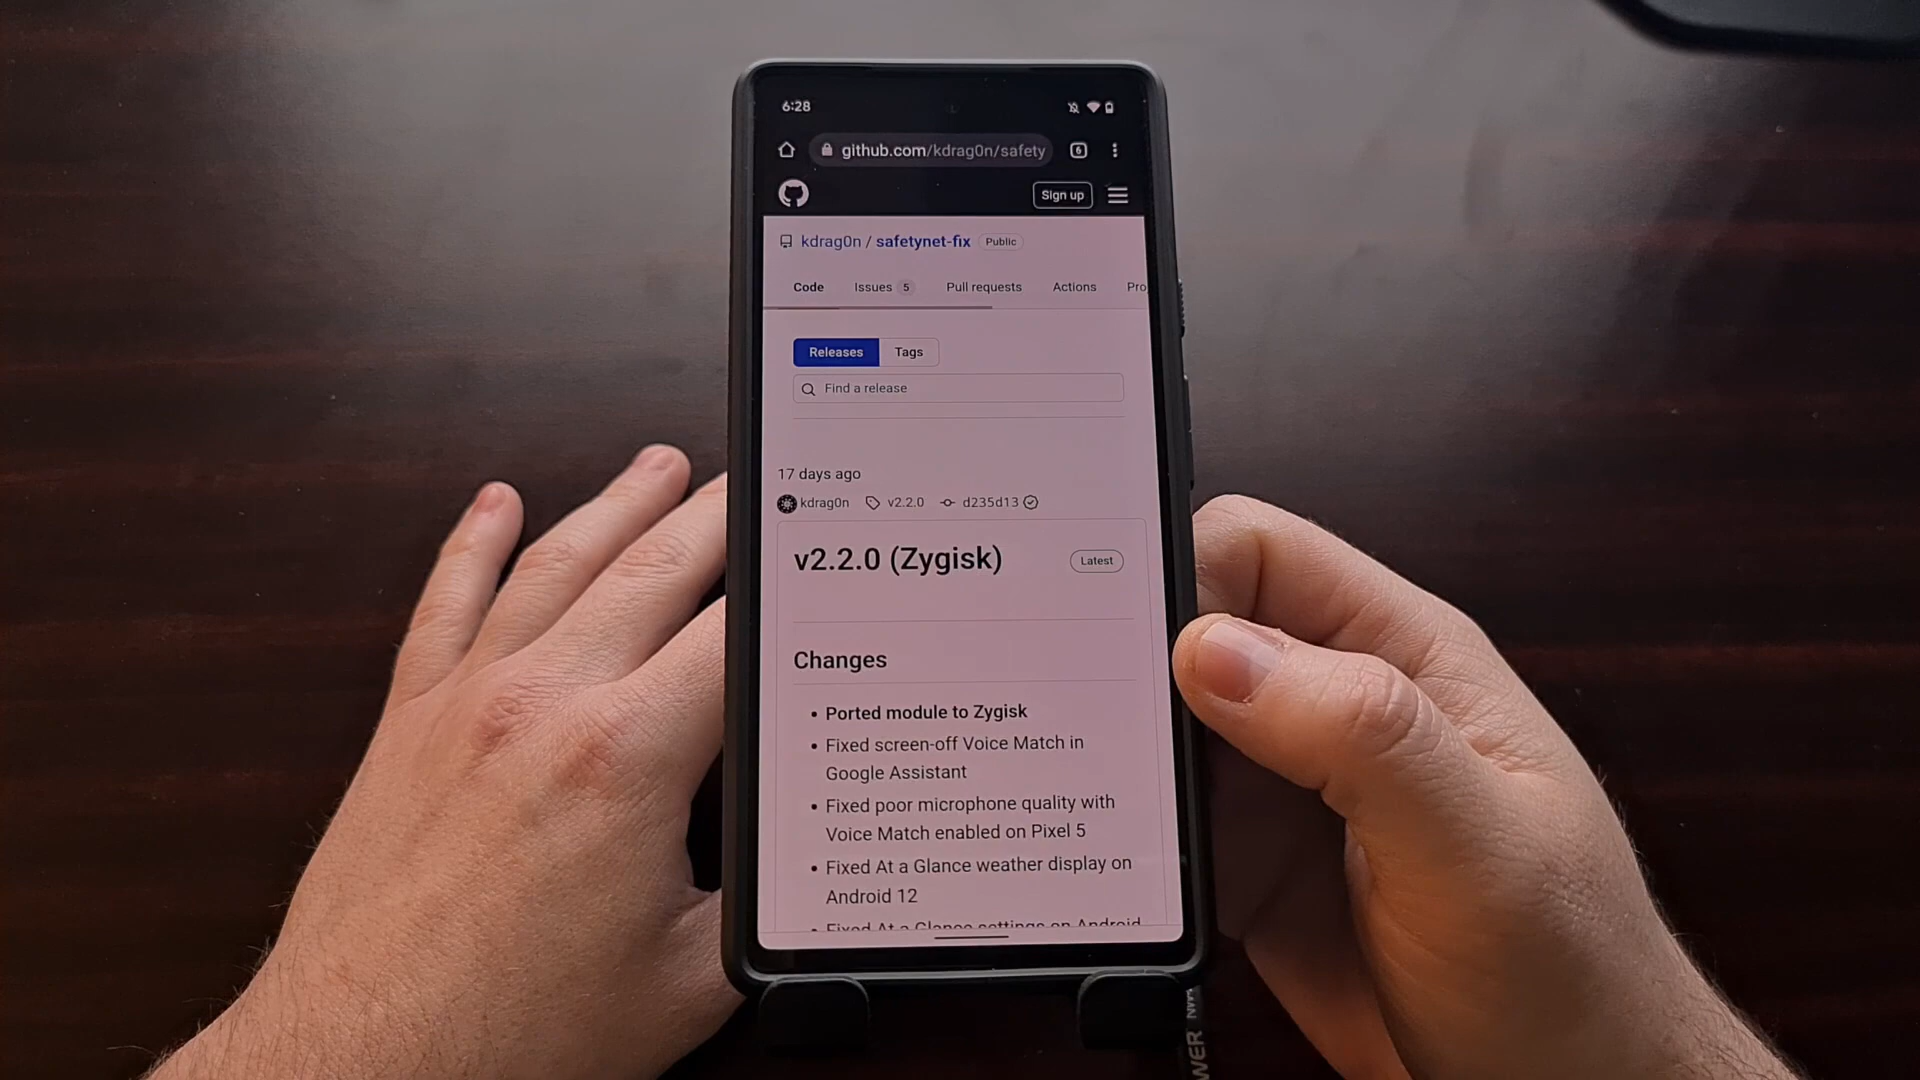 6:28
github.com/kdrag0n/safety
6
Sign up
kdrag0n / safetynet-fix Public
Code Issues 5 Pull requests Actions Pro
Releases Tags
Find a release
17 days ago
kdrag0n v2.2.0 d235d13
v2.2.0 (Zygisk) Latest
Changes
• Ported module to Zygisk
• Fixed screen-off Voice Match in
Google Assistant
• Fixed poor microphone quality with
Voice Match enabled on Pixel 5
• Fixed At a Glance weather display on
Android 12
• Fixed At a Glance settings on Android